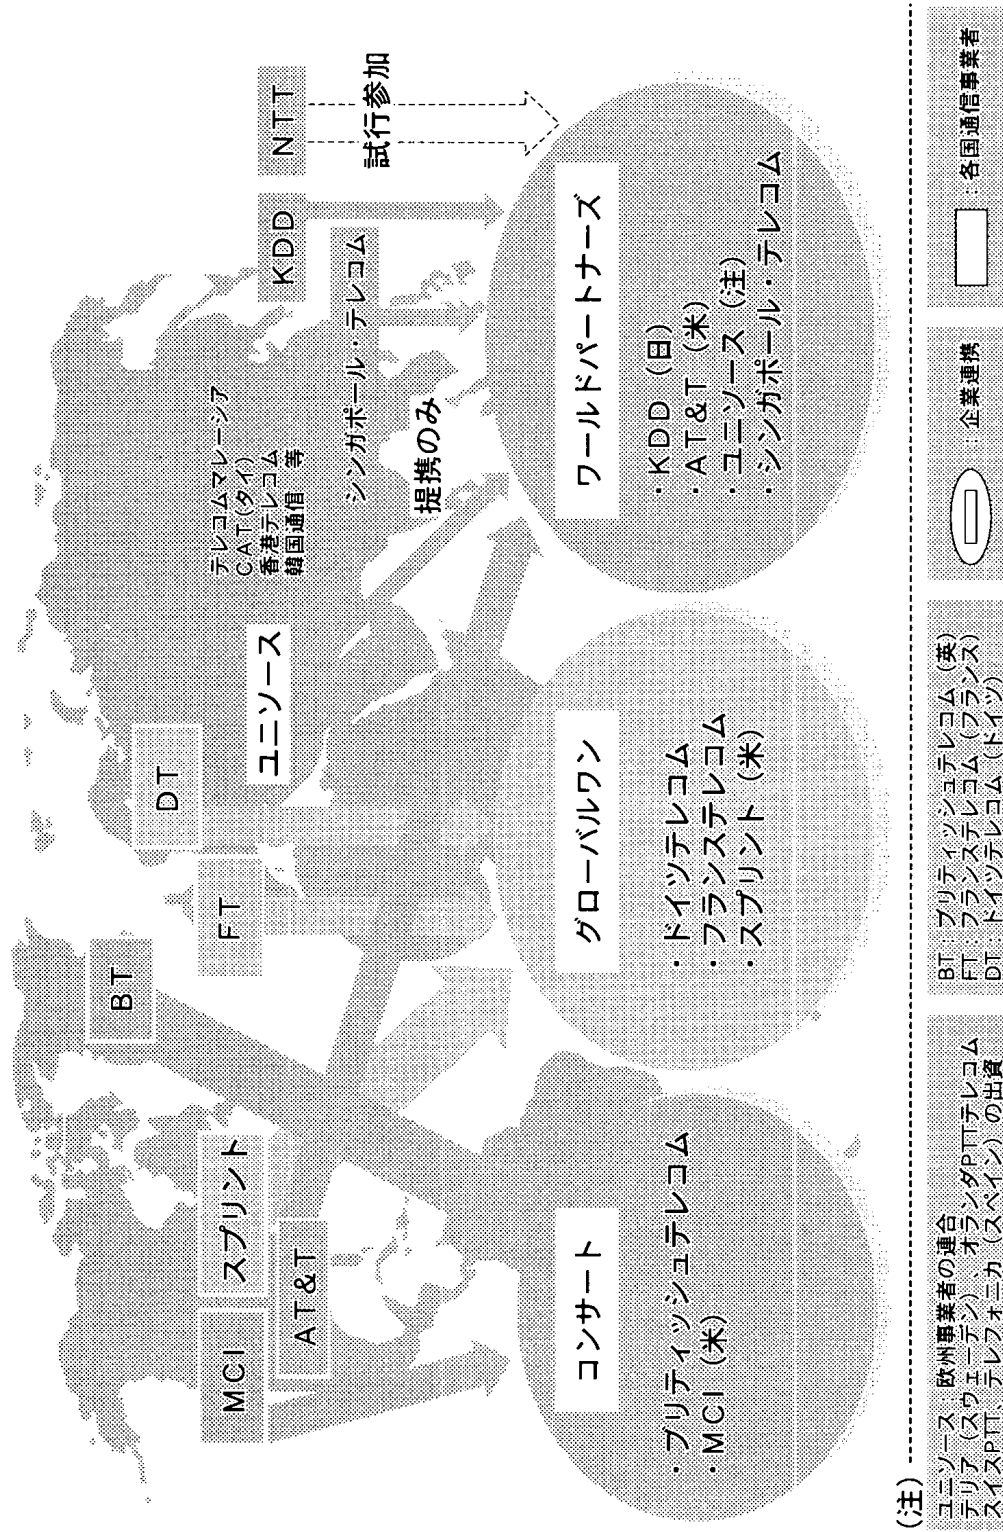 NTT
試行参加
KDD
シンガポール・テレコム
テレコムマレーシア
CAT(タイ)
香港テレコム
韓国通信 等
提携のみ
ユニソース
DT
FT
BT
スプリント
MCI
AT&T
コンサート
・ブリティッシュテレコム
・MCI (米)
グローバルワン
・ドイツテレコム
・フランステレコム
・スプリント (米)
ワールドパートナーズ
・KDD (日)
・AT&T (米)
・ユニソース (注)
・シンガポール・テレコム
(注)
ユニソース:欧州事業者の連合
テリア (スウェーデン)、オランダPTTテレコム
スイスPTT、テレフォニカ (スペイン) の出資
BT:ブリティッシュテレコム (英)
FT:フランステレコム (フランス)
DT:ドイツテレコム (ドイツ)
:企業連携
:各国通信事業者